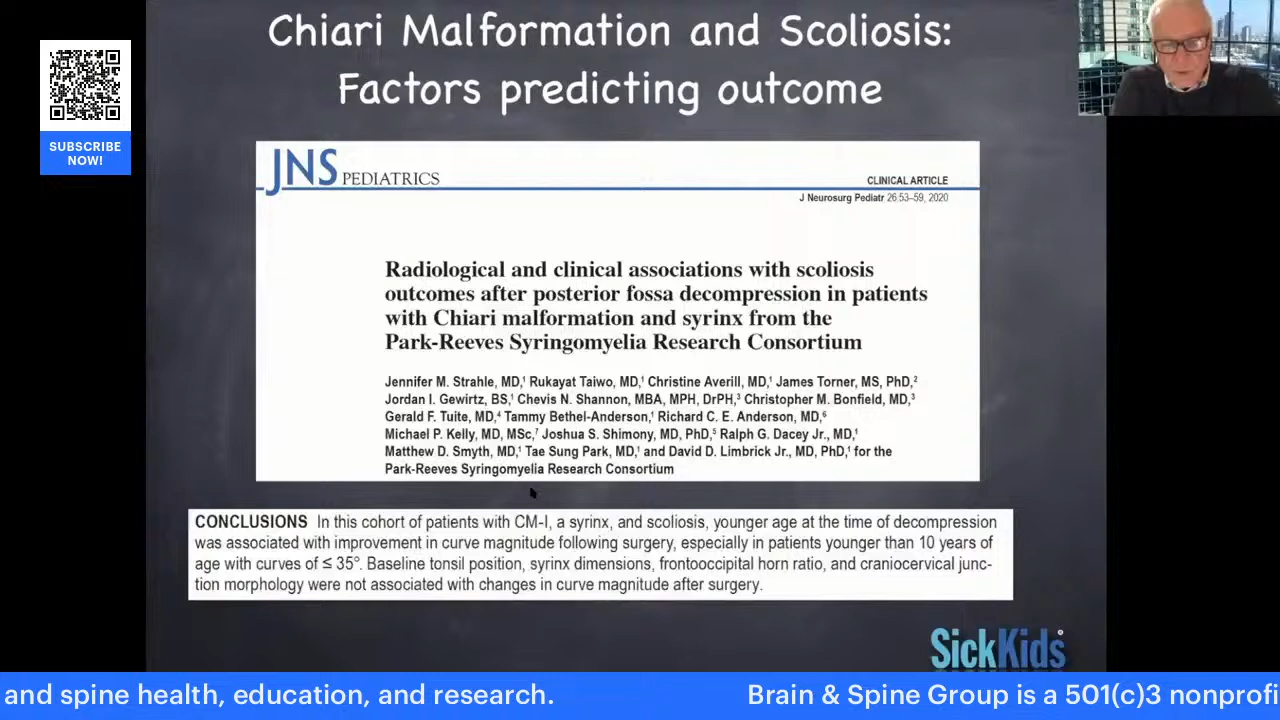 Chiari Malformation and Scoliosis:
Factors predicting outcome
SUBSCRIBE
NOW!
JNS PEDIATRICS
CLINICAL ARTICLE
J Neurosurg Pediatr 26:53–59, 2020
Radiological and clinical associations with scoliosis
outcomes after posterior fossa decompression in patients
with Chiari malformation and syrinx from the
Park-Reeves Syringomyelia Research Consortium
Jennifer M. Strahle, MD,¹ Rukayat Taiwo, MD,¹ Christine Averill, MD,¹ James Torner, MS, PhD,²
Jordan I. Gewirtz, BS,¹ Chevis N. Shannon, MBA, MPH, DrPH,³ Christopher M. Bonfield, MD,³
Gerald F. Tuite, MD,⁴ Tammy Bethel-Anderson,¹ Richard C. E. Anderson, MD,⁶
Michael P. Kelly, MD, MSc,⁷ Joshua S. Shimony, MD, PhD,⁵ Ralph G. Dacey Jr., MD,¹
Matthew D. Smyth, MD,¹ Tae Sung Park, MD,¹ and David D. Limbrick Jr., MD, PhD,¹ for the
Park-Reeves Syringomyelia Research Consortium
CONCLUSIONS In this cohort of patients with CM-I, a syrinx, and scoliosis, younger age at the time of decompression
was associated with improvement in curve magnitude following surgery, especially in patients younger than 10 years of
age with curves of ≤ 35°. Baseline tonsil position, syrinx dimensions, frontooccipital horn ratio, and craniocervical junc-
tion morphology were not associated with changes in curve magnitude after surgery.
SickKids®
and spine health, education, and research. Brain & Spine Group is a 501(c)3 nonprofi